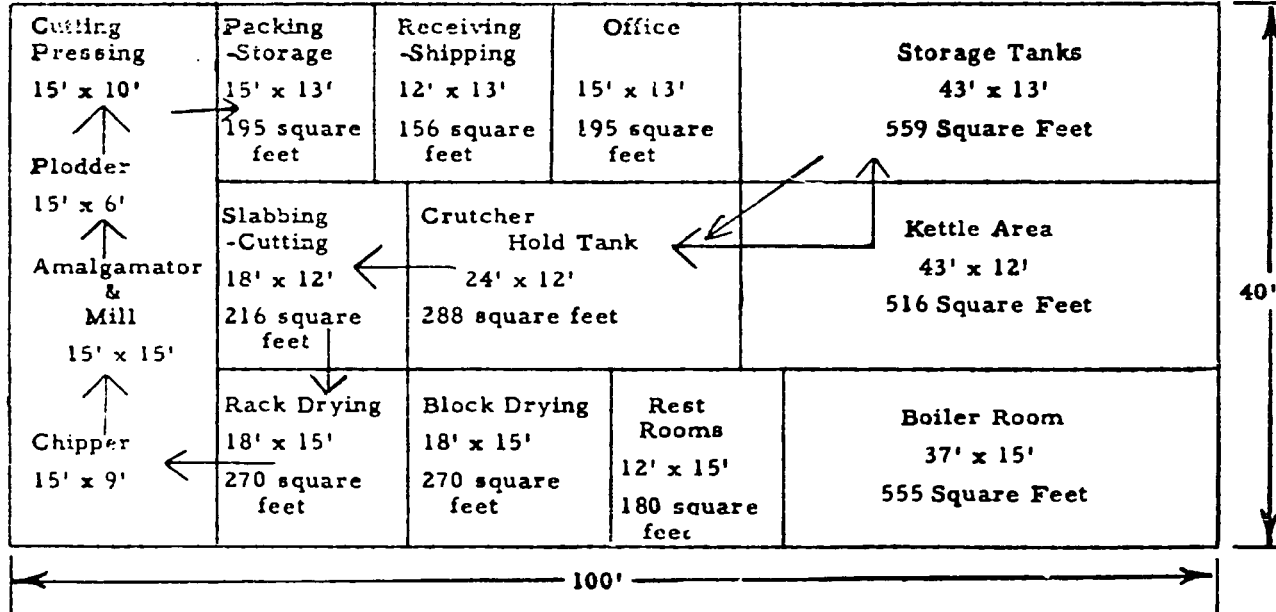 Cutting
Pressing
15' x 10'
Plodder
15' x 6'
Amalgamator
&
Mill
15' x 15'
Chipper
15' x 9'
Packing
-Storage
15' x 13'
195 square
feet
Receiving
-Shipping
12' x 13'
156 square
feet
Office
15' x 13'
195 square
feet
Storage Tanks
43' x 13'
559 Square Feet
Slabbing
-Cutting
18' x 12'
216 square
feet
Crutcher
Hold Tank
24' x 12'
288 square feet
Kettle Area
43' x 12'
516 Square Feet
Rack Drying
18' x 15'
270 square
feet
Block Drying
18' x 15'
270 square
feet
Rest
Rooms
12' x 15'
180 square
feet
Boiler Room
37' x 15'
555 Square Feet
40'
100'